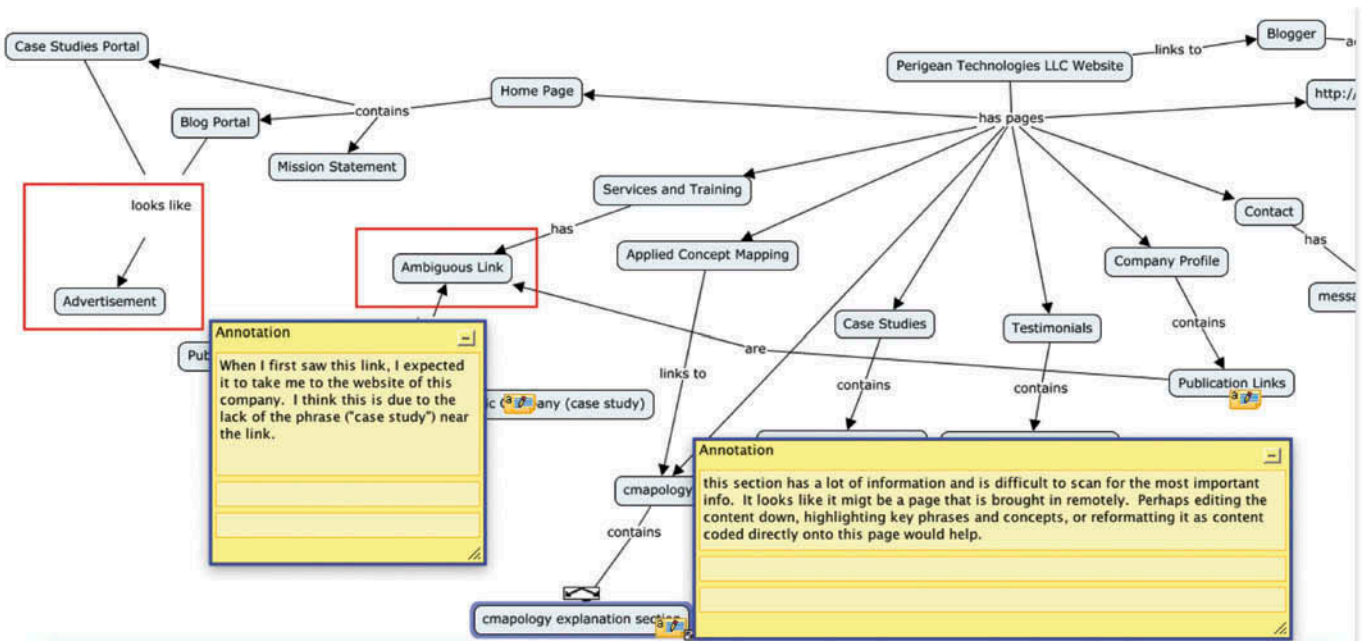 Blogger
Case Studies Portal
links to
Perigean Technologies LLC Website
Home Page
http://
Blog Portal
contains
has pages
Mission Statement
Services and Training
looks like
Contact
has
has
Applied Concept Mapping
Company Profile
Ambiguous Link
Advertisement
messa
Case Studies
Testimonials
contains
Annotation
are
Pub
When I first saw this link, I expected
it to take me to the website of this
company. I think this is due to the
lack of the phrase ("case study") near
the link.
links to
contains
contains
Publication Links
any (case study)
Annotation
this section has a lot of information and is difficult to scan for the most important
info. It looks like it migt be a page that is brought in remotely. Perhaps editing the
content down, highlighting key phrases and concepts, or reformatting it as content
coded directly onto this page would help.
cmapology
contains
cmapology explanation section